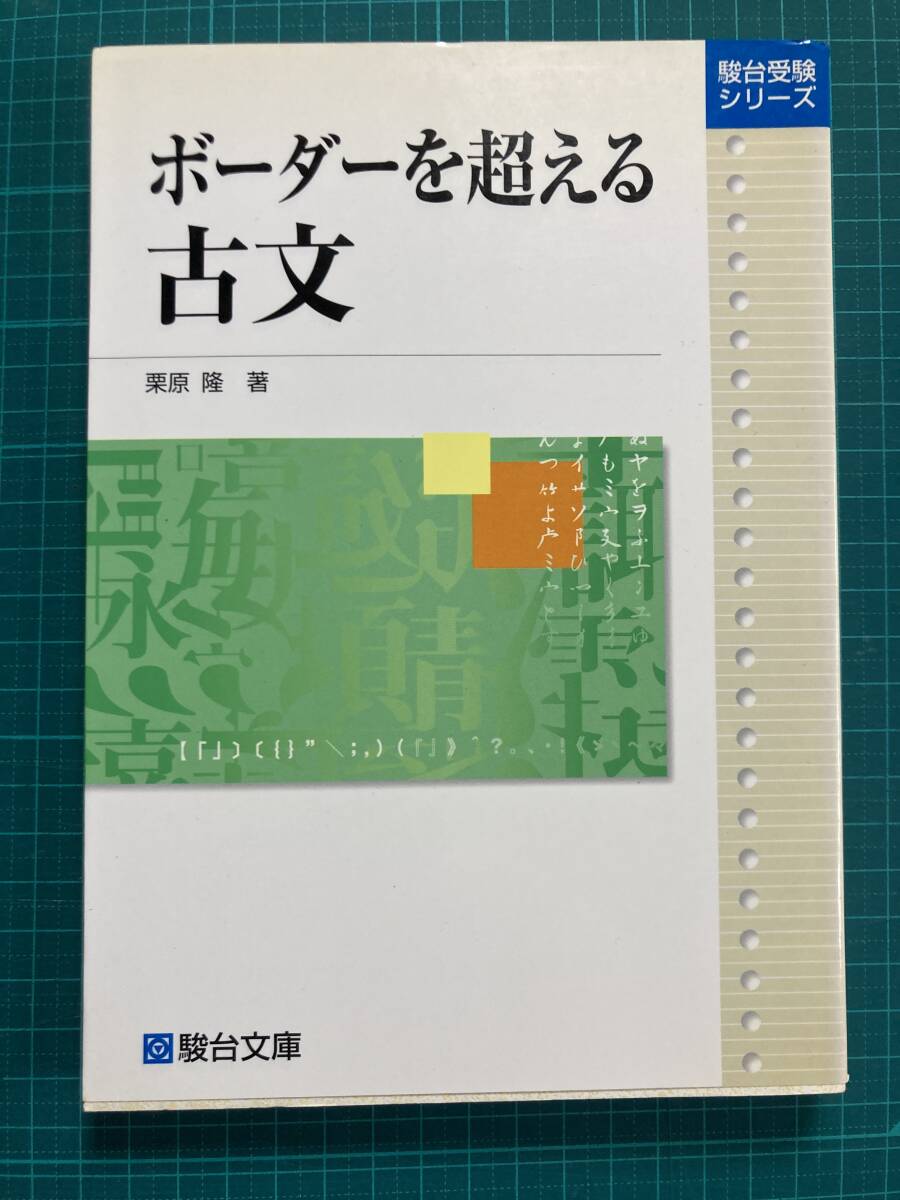 駿台受験
シリーズ
ボーダーを超える
古文
栗原 隆 著
駿台文庫